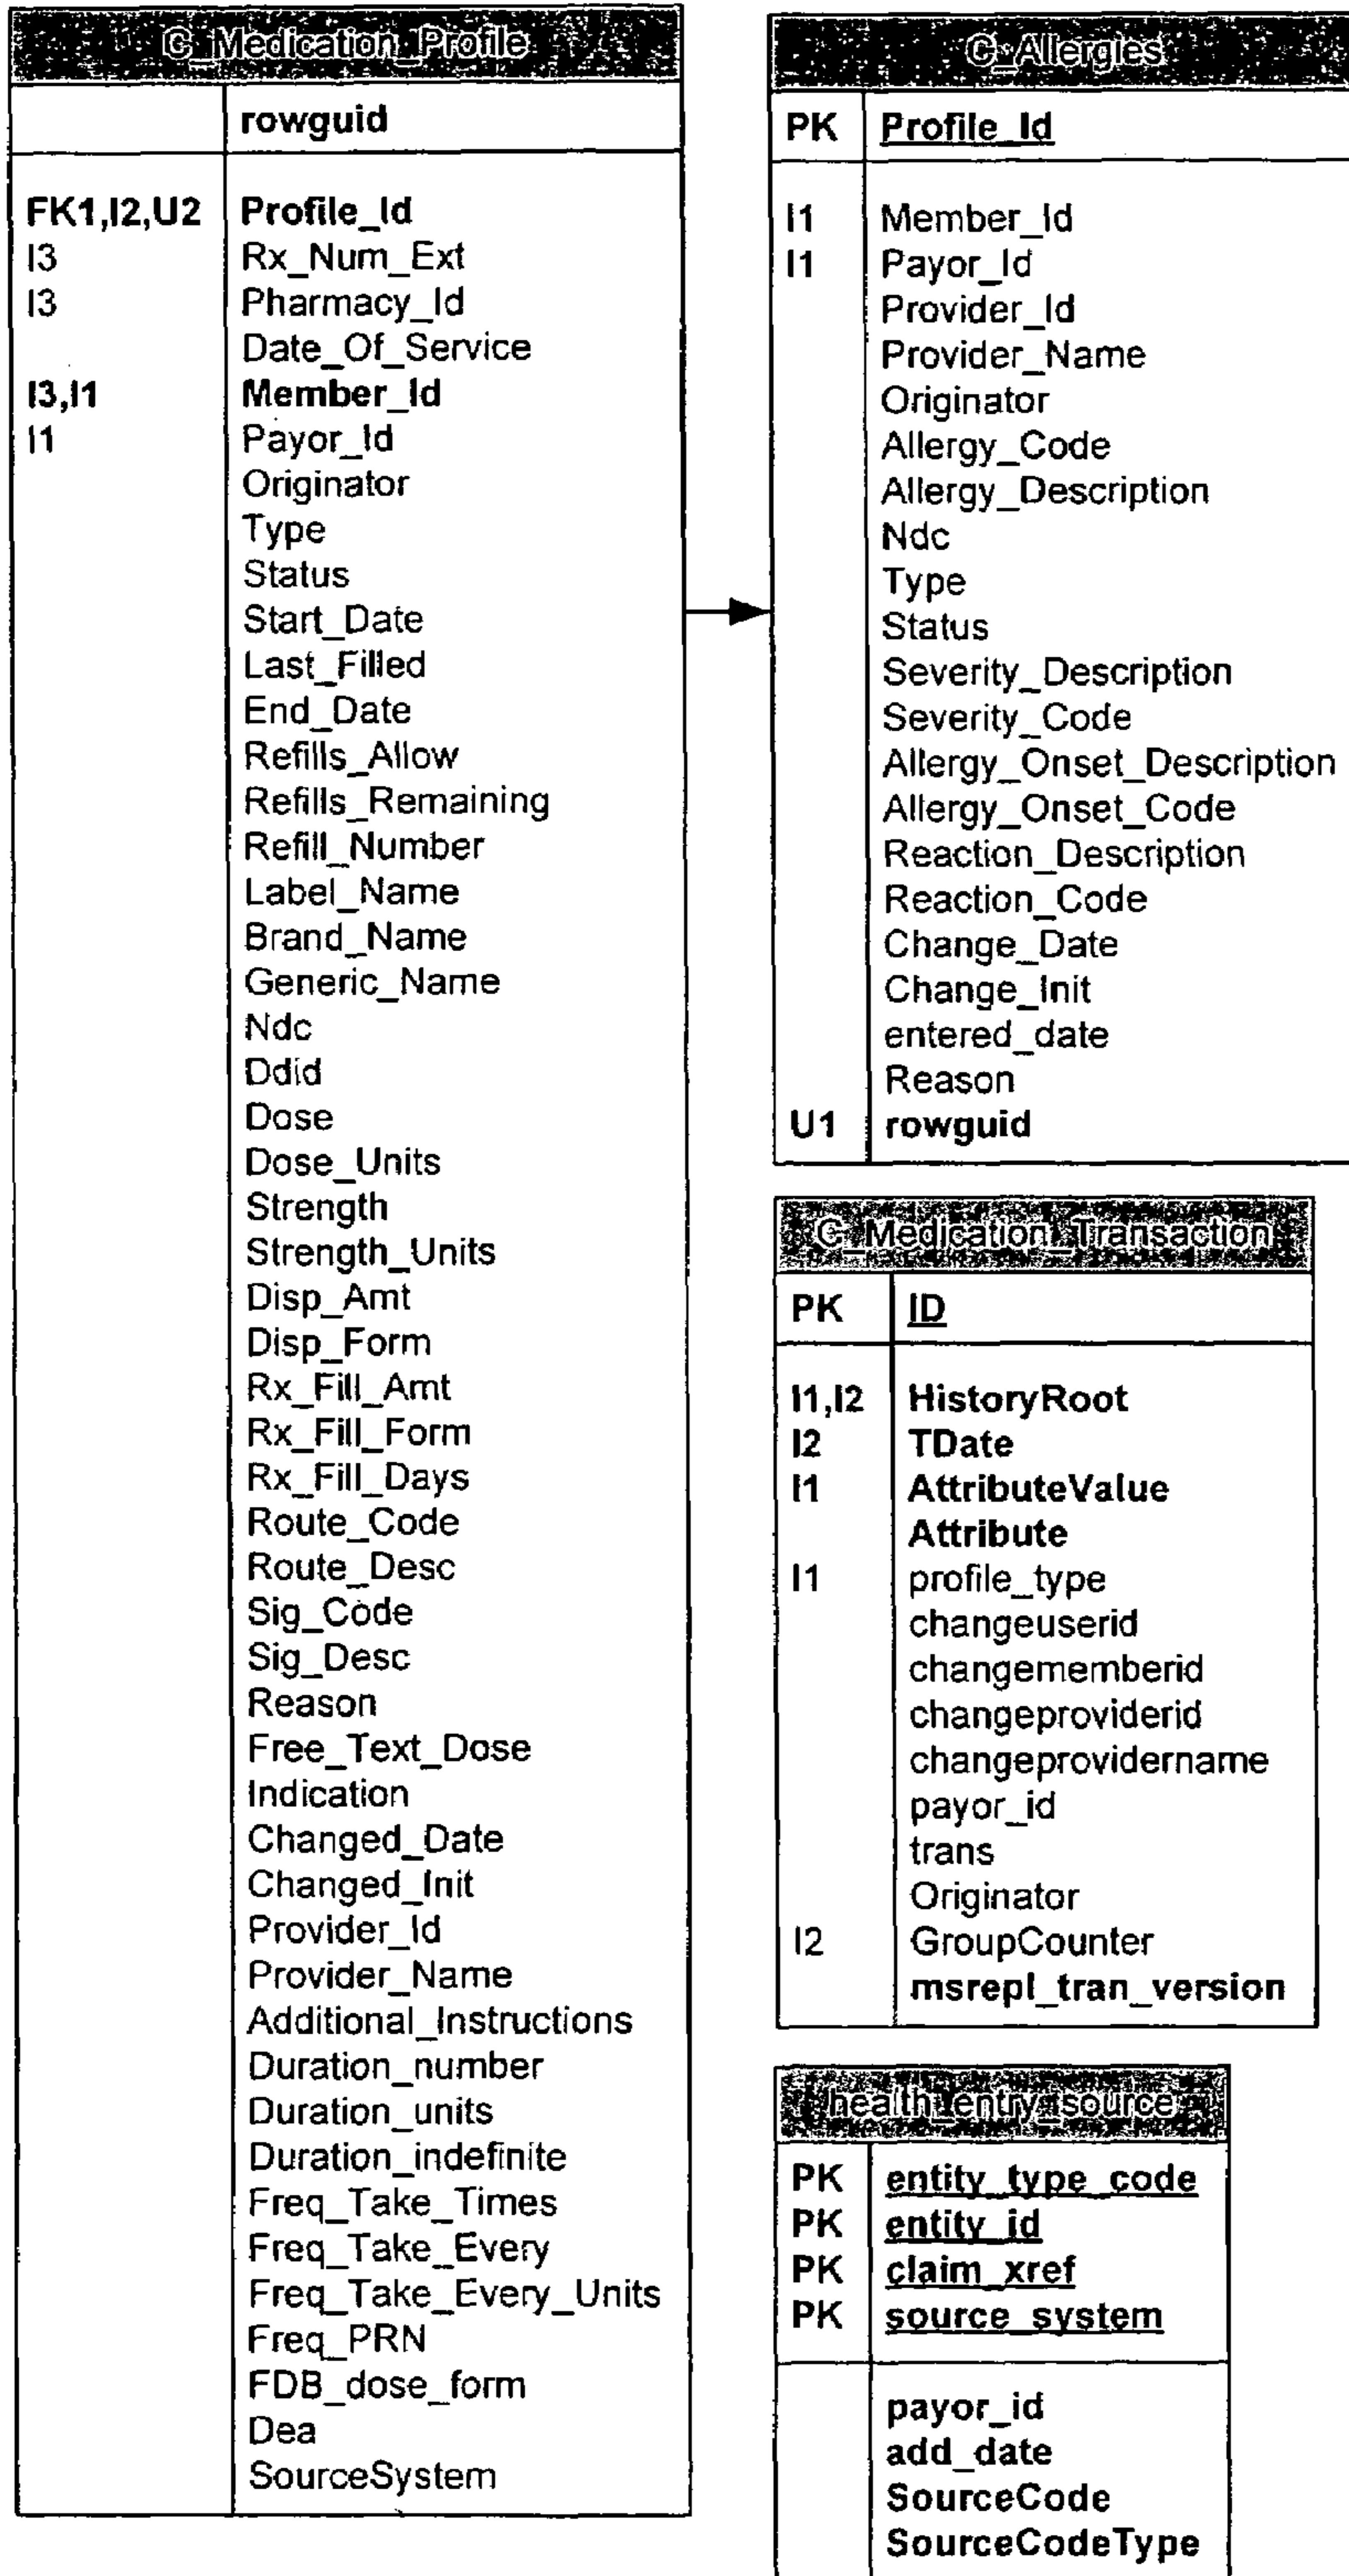 C_Medication_Profile
rowguid
FK1,I2,U2 Profile_Id
I3 Rx_Num_Ext
I3 Pharmacy_Id
Date_Of_Service
I3,I1 Member_Id
I1 Payor_Id
Originator
Type
Status
Start_Date
Last_Filled
End_Date
Refills_Allow
Refills_Remaining
Refill_Number
Label_Name
Brand_Name
Generic_Name
Ndc
Ddid
Dose
Dose_Units
Strength
Strength_Units
Disp_Amt
Disp_Form
Rx_Fill_Amt
Rx_Fill_Form
Rx_Fill_Days
Route_Code
Route_Desc
Sig_Code
Sig_Desc
Reason
Free_Text_Dose
Indication
Changed_Date
Changed_Init
Provider_Id
Provider_Name
Additional_Instructions
Duration_number
Duration_units
Duration_indefinite
Freq_Take_Times
Freq_Take_Every
Freq_Take_Every_Units
Freq_PRN
FDB_dose_form
Dea
SourceSystem
C_Allergies
PK Profile_Id
I1 Member_Id
I1 Payor_Id
Provider_Id
Provider_Name
Originator
Allergy_Code
Allergy_Description
Ndc
Type
Status
Severity_Description
Severity_Code
Allergy_Onset_Description
Allergy_Onset_Code
Reaction_Description
Reaction_Code
Change_Date
Change_Init
entered_date
Reason
U1 rowguid
C_Medication_Transaction
PK ID
I1,I2 HistoryRoot
I2 TDate
I1 AttributeValue
Attribute
I1 profile_type
changeuserid
changememberid
changeproviderid
changeprovidername
payor_id
trans
Originator
I2 GroupCounter
msrepl_tran_version
health_entry_source
PK entity_type_code
PK entity_id
PK claim_xref
PK source_system
payor_id
add_date
SourceCode
SourceCodeType